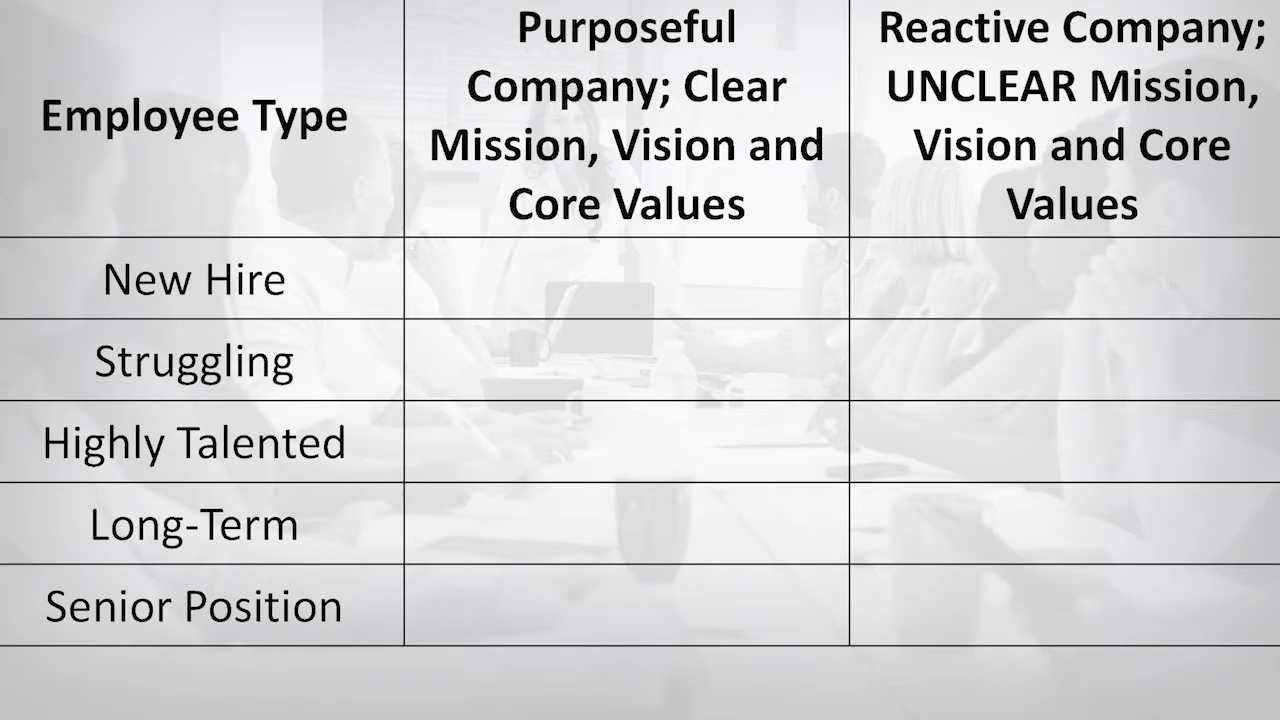 Employee Type
Purposeful
Company; Clear
Mission, Vision and
Core Values
Reactive Company;
UNCLEAR Mission,
Vision and Core
Values
New Hire
Struggling
Highly Talented
Long-Term
Senior Position